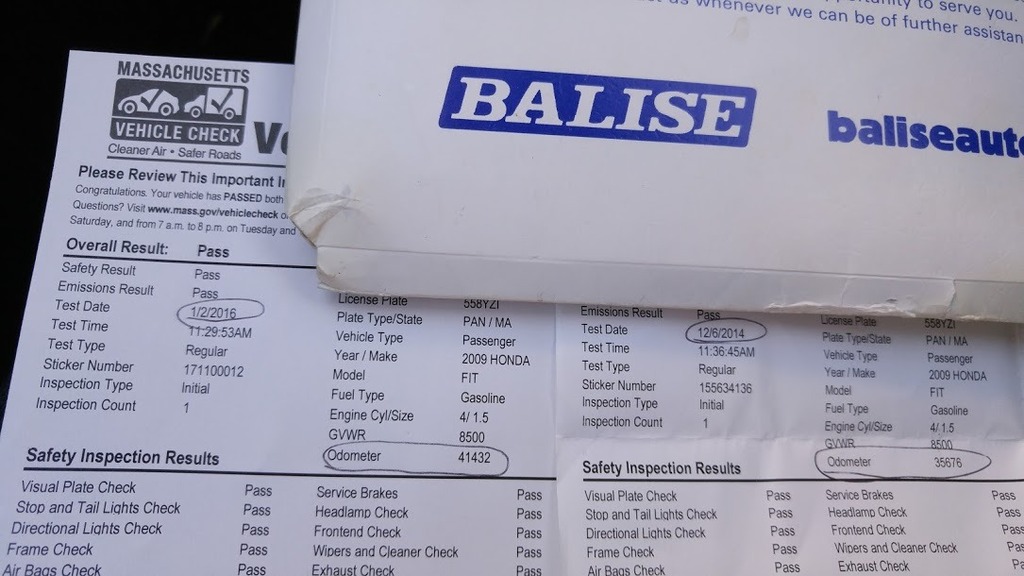 portunity to serve you.
us whenever we can be of further assistan
BALISE
baliseauto
MASSACHUSETTS
VEHICLE CHECK
Cleaner Air • Safer Roads
Ve
Please Review This Important I
Congratulations. Your vehicle has PASSED both
Questions? Visit www.mass.gov/vehiclecheck
Saturday, and from 7 a.m. to 8 p.m. on Tuesday and
Overall Result: Pass
Safety Result Pass
Emissions Result Pass
Test Date 1/2/2016
Test Time 11:29:53AM
Test Type Regular
Sticker Number 171100012
Inspection Type Initial
Inspection Count 1
License Plate 558YZI
Plate Type/State PAN / MA
Vehicle Type Passenger
Year / Make 2009 HONDA
Model FIT
Fuel Type Gasoline
Engine Cyl/Size 4/ 1.5
GVWR 8500
Odometer 41432
Safety Inspection Results
Visual Plate Check Pass Service Brakes Pass
Stop and Tail Lights Check Pass Headlamp Check Pass
Directional Lights Check Pass Frontend Check Pass
Frame Check Pass Wipers and Cleaner Check Pass
Air Bags Check Pass Exhaust Check Pass
Emissions Result Pass
Test Date 12/6/2014
Test Time 11:36:45AM
Test Type Regular
Sticker Number 155634136
Inspection Type Initial
Inspection Count 1
License Plate 558YZI
Plate Type/State PAN / MA
Vehicle Type Passenger
Year / Make 2009 HONDA
Model FIT
Fuel Type Gasoline
Engine Cyl/Size 4/ 1.5
GVWR 8500
Odometer 35676
Safety Inspection Results
Visual Plate Check Pass Service Brakes Pass
Stop and Tail Lights Check Pass Headlamp Check Pass
Directional Lights Check Pass Frontend Check Pass
Frame Check Pass Wipers and Cleaner Check Pass
Air Bags Check Pass Exhaust Check